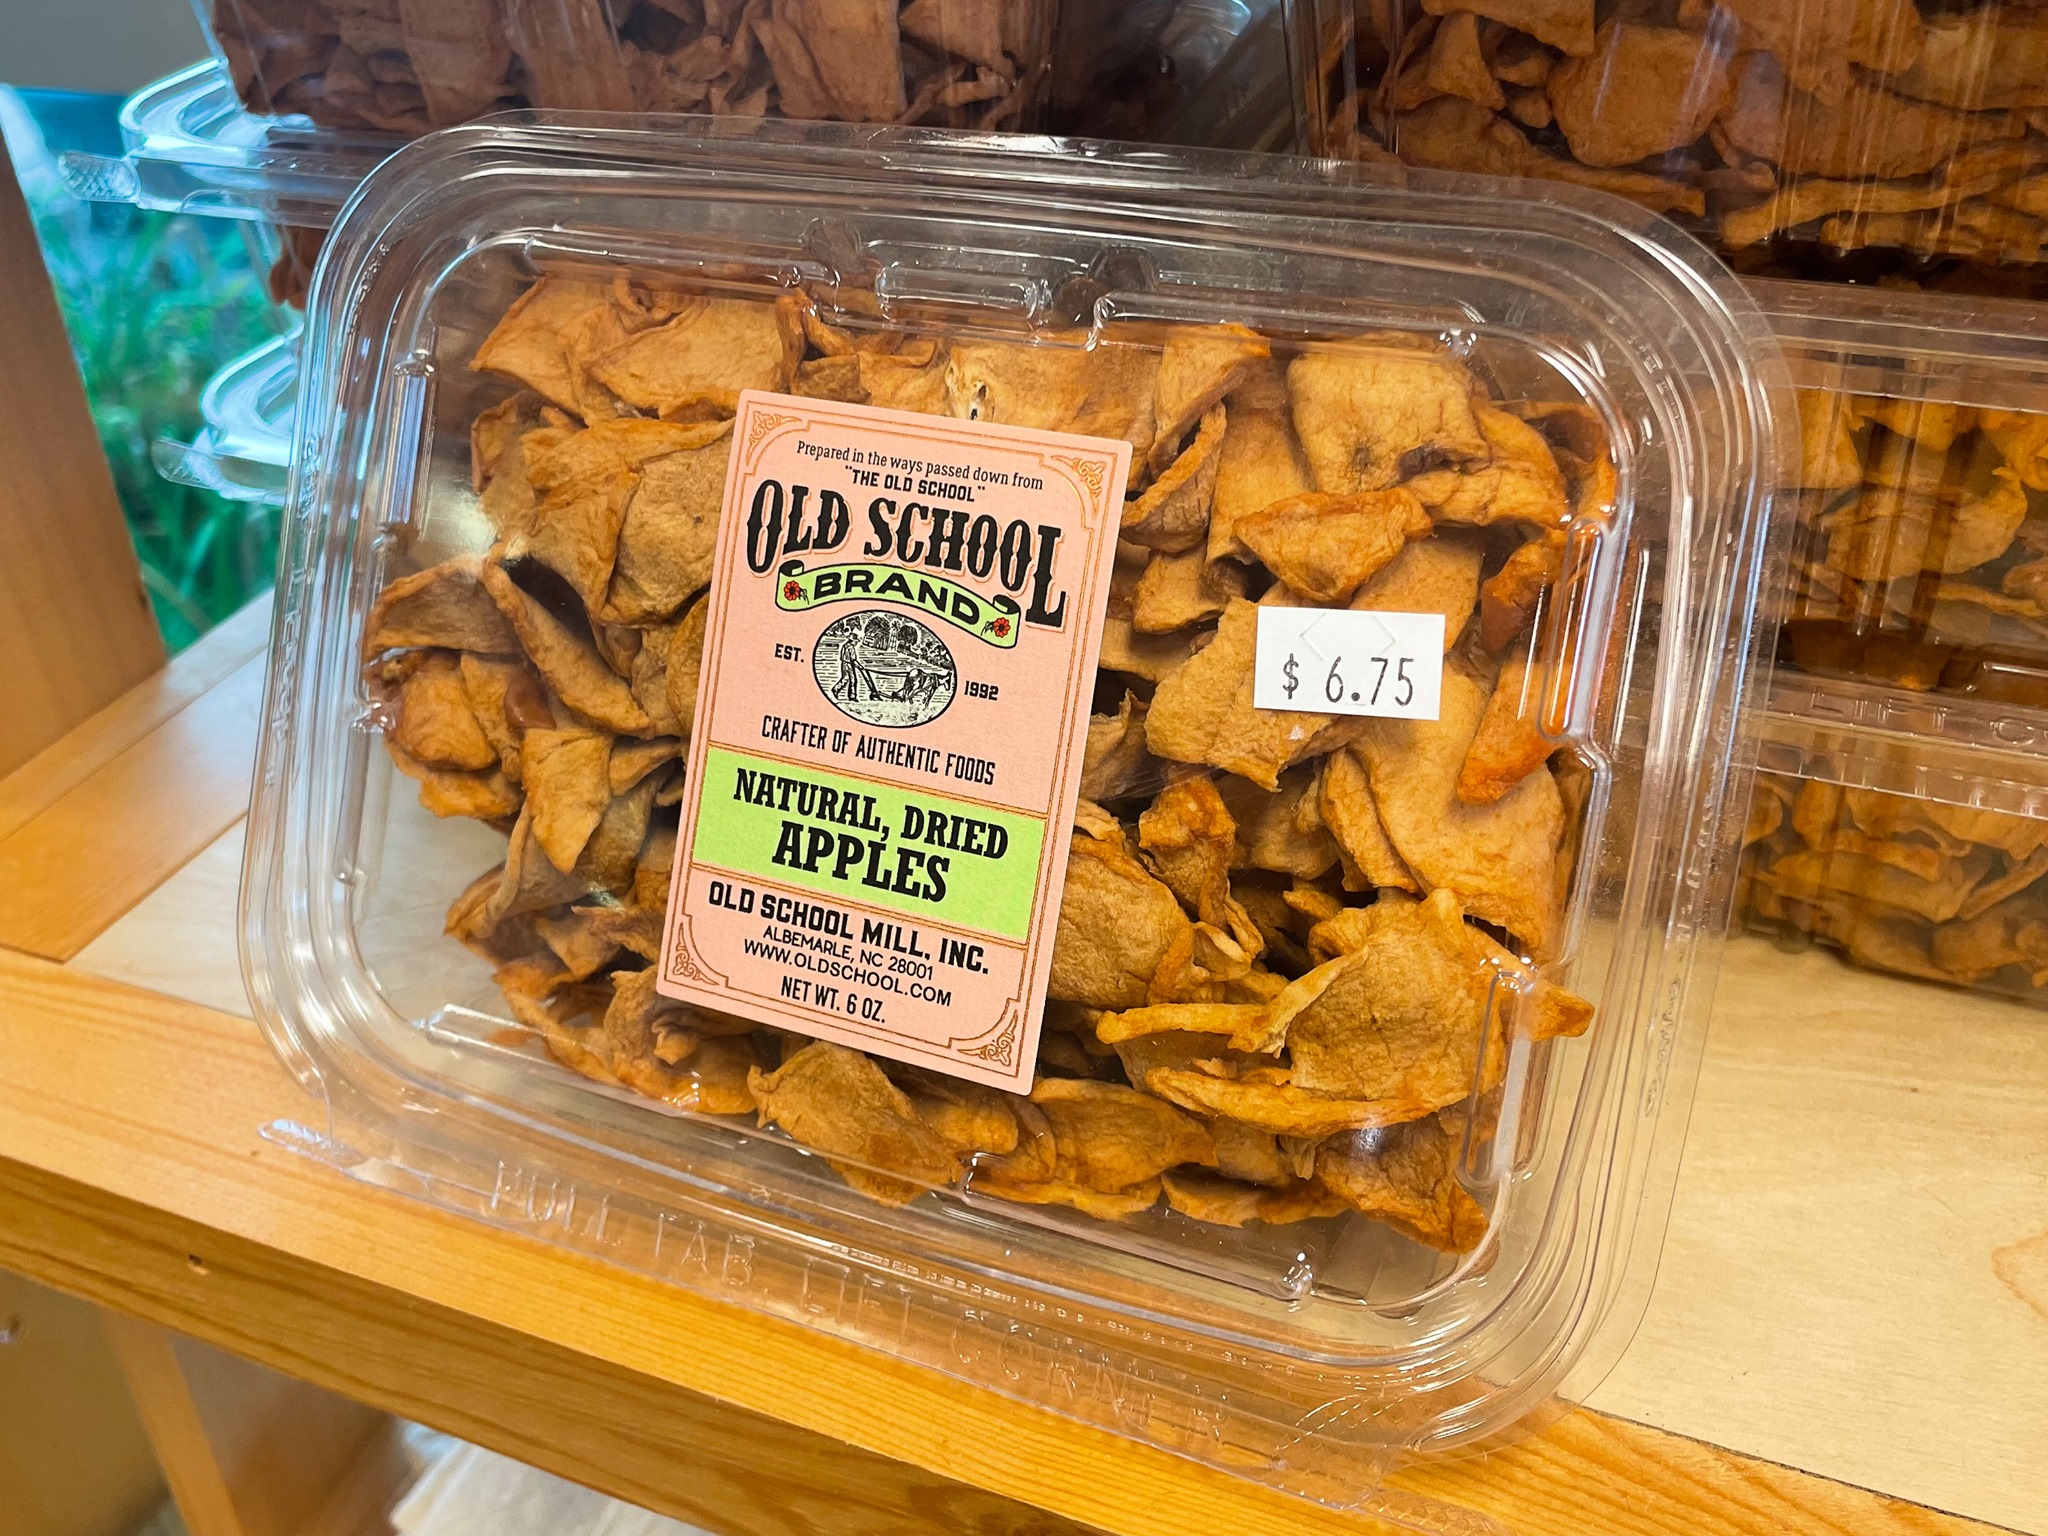 Prepared in the ways passed down from
"THE OLD SCHOOL"
OLD SCHOOL
BRAND
EST. 1992
CRAFTER OF AUTHENTIC FOODS
NATURAL, DRIED
APPLES
OLD SCHOOL MILL, INC.
ALBEMARLE, NC 28001
WWW.OLDSCHOOL.COM
NET WT. 6 OZ.
$ 6.75
PULL TAB, LIFT CORNER